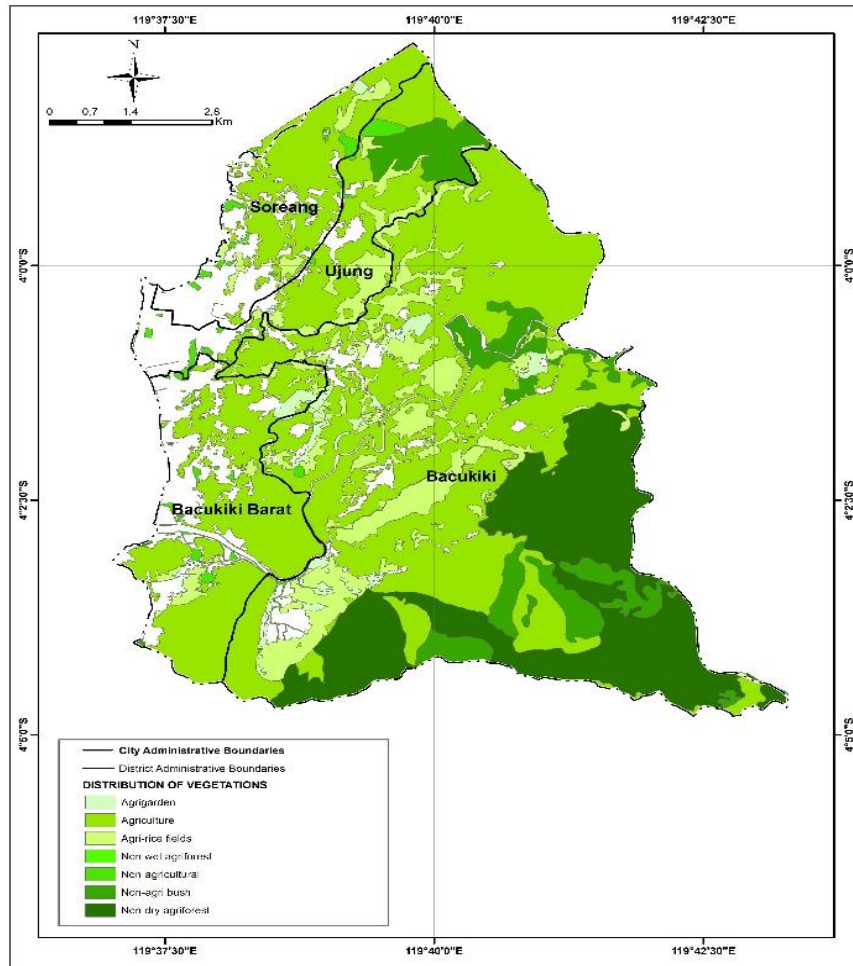 119°37'30"E 119°40'0"E 119°42'30"E
Z
0 0.7 1.4 2.8
Km
Soreang
4°0'0"S 4°0'0"S
Ujung
Bacukiki
4°2'30"S 4°2'30"S
Bacukiki Barat
4°5'0"S 4°5'0"S
City Administrative Boundaries
District Administrative Boundaries
DISTRIBUTION OF VEGETATIONS
Agrigarden
Agriculture
Agri-rice fields
Non wet agriforest
Non agricultural
Non-agri bush
Non dry agriforest
119°37'30"E 119°40'0"E 119°42'30"E